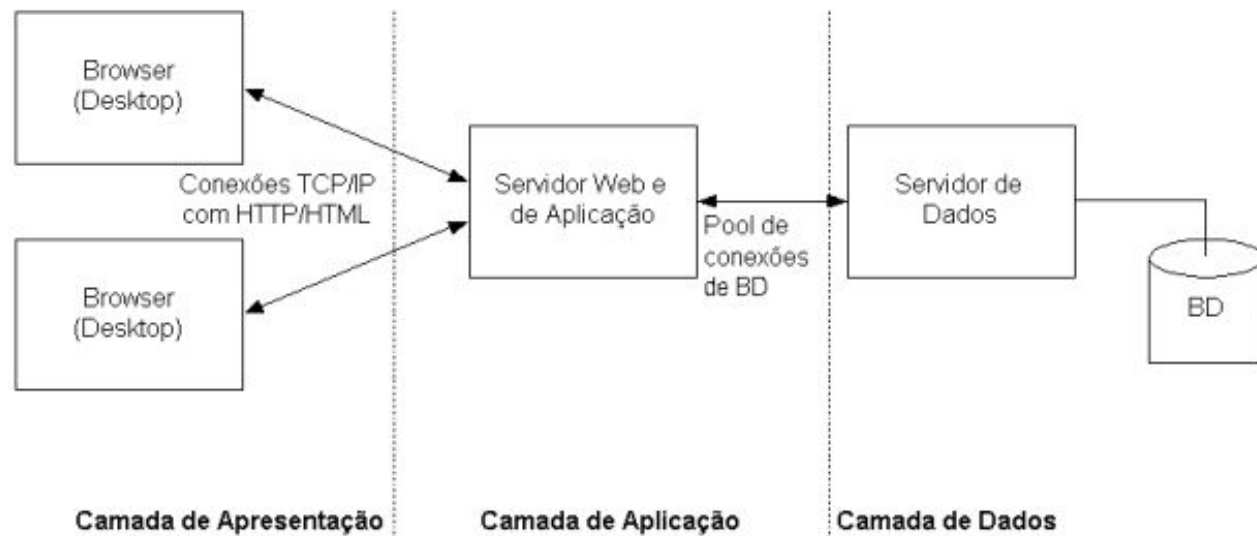 Browser
(Desktop)
Conexões TCP/IP
com HTTP/HTML
Browser
(Desktop)
Servidor Web e
de Aplicação
Pool de
conexões
de BD
Servidor de
Dados
BD
Camada de Apresentação
Camada de Aplicação
Camada de Dados